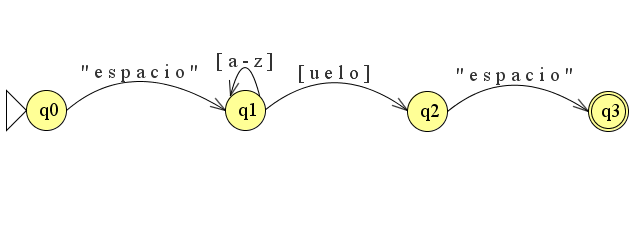 "espacio"
[a-z]
[uelo]
"espacio"
q0
q1
q2
q3